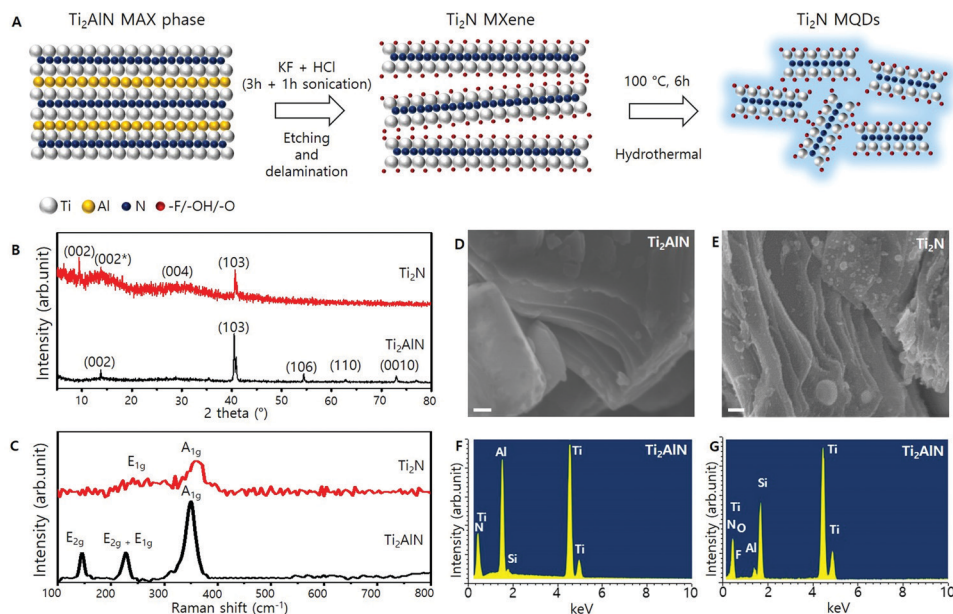 A
Ti₂AlN MAX phase
Ti₂N MXene
Ti₂N MQDs
KF + HCl
(3h + 1h sonication)
Etching
and
delamination
100 °C, 6h
Hydrothermal
Ti
Al
N
-F/-OH/-O
B
Intensity (arb.unit)
(002)
(002*)
(004)
(103)
Ti₂N
(002)
(103)
(106)
(110)
(0010)
Ti₂AlN
10 20 30 40 50 60 70 80
2 theta (°)
C
Intensity (arb.unit)
E₁g
A₁g
Ti₂N
E₂g
E₂g + E₁g
A₁g
Ti₂AlN
100 200 300 400 500 600 700 800
Raman shift (cm⁻¹)
D
Ti₂AlN
E
Ti₂N
F
Ti₂AlN
Intensity (arb.unit)
Ti
N
Al
Si
Ti
Ti
0 2 4 6 8 10
keV
G
Ti₂AlN
Intensity (arb.unit)
Ti
N O
F
Al
Si
Ti
Ti
0 2 4 6 8 10
keV